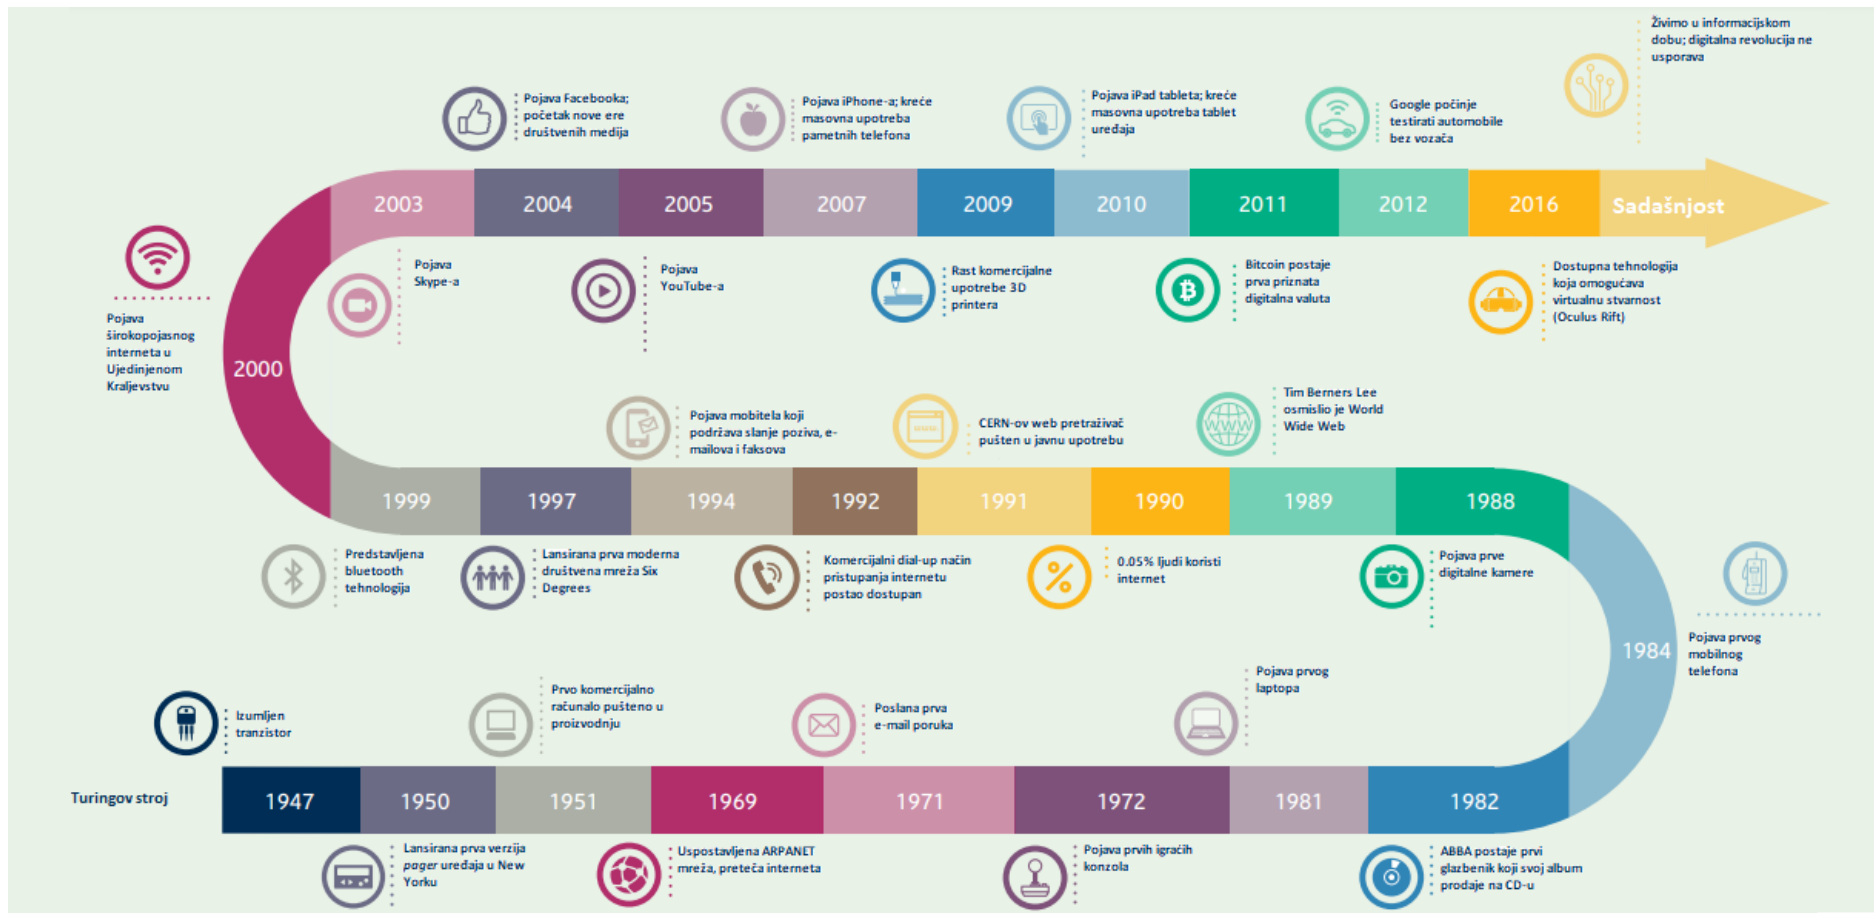 Živimo u informacijskom
dobu; digitalna revolucija ne
usporava
Pojava Facebooka;
početak nove ere
društvenih medija
Pojava iPhone-a; kreće
masovna upotreba
pametnih telefona
Pojava iPad tableta; kreće
masovna upotreba tablet
uređaja
Google počinje
testirati automobile
bez vozača
2003
2004
2005
2007
2009
2010
2011
2012
2016
Sadašnjost
Pojava
Skype-a
Pojava
YouTube-a
Rast komercijalne
upotrebe 3D
printera
Bitcoin postaje
prva priznata
digitalna valuta
Dostupna tehnologija
koja omogućava
virtualnu stvarnost
(Oculus Rift)
Pojava
širokopojasnog
interneta u
Ujedinjenom
Kraljevstvu
2000
Pojava mobitela koji
podržava slanje poziva, e-
mailova i faksova
CERN-ov web pretraživač
pušten u javnu upotrebu
WWW
Tim Berners Lee
osmislio je World
Wide Web
1999
1997
1994
1992
1991
1990
1989
1988
Predstavljena
bluetooth
tehnologija
Lansirana prva moderna
društvena mreža Six
Degrees
Komercijalni dial-up način
pristupanja internetu
postao dostupan
0.05% ljudi koristi
internet
Pojava prve
digitalne kamere
1984
Pojava prvog
mobilnog
telefona
Izumljen
tranzistor
Prvo komercijalno
računalo pušteno u
proizvodnju
Poslana prva
e-mail poruka
Pojava prvog
laptopa
Turingov stroj
1947
1950
1951
1969
1971
1972
1981
1982
Lansirana prva verzija
pager uređaja u New
Yorku
Uspostavljena ARPANET
mreža, preteča interneta
Pojava prvih igraćih
konzola
ABBA postaje prvi
glazbenik koji svoj album
prodaje na CD-u